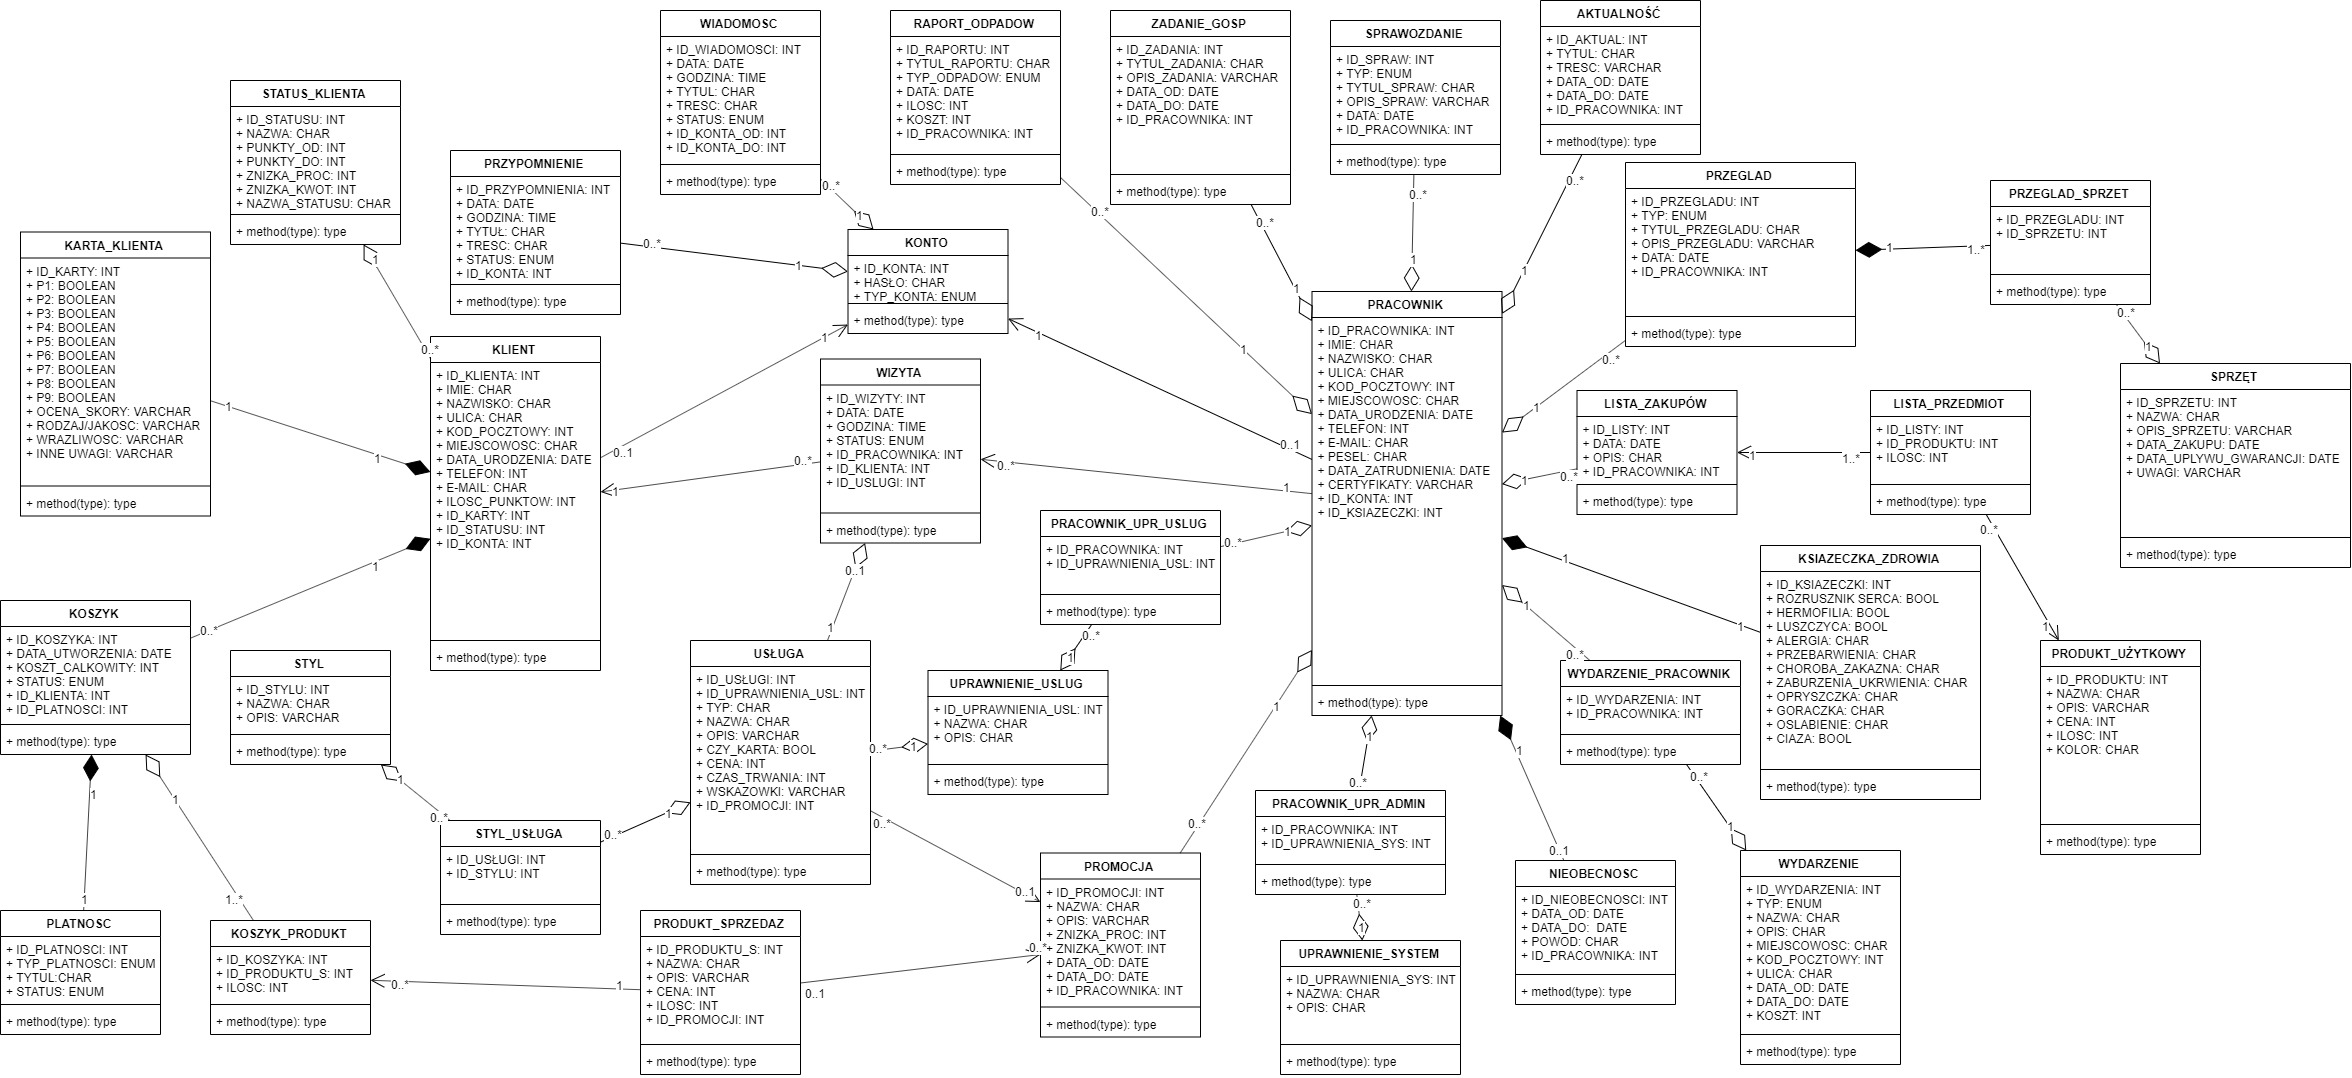 WIADOMOSC
+ ID_WIADOMOSCI: INT
+ DATA: DATE
+ GODZINA: TIME
+ TYTUL: CHAR
+ TRESC: CHAR
+ STATUS: ENUM
+ ID_KONTA_OD: INT
+ ID_KONTA_DO: INT
+ method(type): type
0..*
1
RAPORT_ODPADOW
+ ID_RAPORTU: INT
+ TYTUL_RAPORTU: CHAR
+ TYP_ODPADOW: ENUM
+ DATA: DATE
+ ILOSC: INT
+ KOSZT: INT
+ ID_PRACOWNIKA: INT
+ method(type): type
0..*
1
ZADANIE_GOSP
+ ID_ZADANIA: INT
+ TYTUL_ZADANIA: CHAR
+ OPIS_ZADANIA: VARCHAR
+ DATA_OD: DATE
+ DATA_DO: DATE
+ ID_PRACOWNIKA: INT
+ method(type): type
0..*
1
SPRAWOZDANIE
+ ID_SPRAW: INT
+ TYP: ENUM
+ TYTUL_SPRAW: CHAR
+ OPIS_SPRAW: VARCHAR
+ DATA: DATE
+ ID_PRACOWNIKA: INT
+ method(type): type
0..*
1
AKTUALNOŚĆ
+ ID_AKTUAL: INT
+ TYTUL: CHAR
+ TRESC: VARCHAR
+ DATA_OD: DATE
+ DATA_DO: DATE
+ ID_PRACOWNIKA: INT
+ method(type): type
0..*
1
STATUS_KLIENTA
+ ID_STATUSU: INT
+ NAZWA: CHAR
+ PUNKTY_OD: INT
+ PUNKTY_DO: INT
+ ZNIZKA_PROC: INT
+ ZNIZKA_KWOT: INT
+ NAZWA_STATUSU: CHAR
+ method(type): type
1
0..*
PRZYPOMNIENIE
+ ID_PRZYPOMNIENIA: INT
+ DATA: DATE
+ GODZINA: TIME
+ TYTUŁ: CHAR
+ TRESC: CHAR
+ STATUS: ENUM
+ ID_KONTA: INT
+ method(type): type
0..*
1
PRZEGLAD
+ ID_PRZEGLADU: INT
+ TYP: ENUM
+ TYTUL_PRZEGLADU: CHAR
+ OPIS_PRZEGLADU: VARCHAR
+ DATA: DATE
+ ID_PRACOWNIKA: INT
+ method(type): type
1
1..*
0..*
1
PRZEGLAD_SPRZET
+ ID_PRZEGLADU: INT
+ ID_SPRZETU: INT
+ method(type): type
0..*
1
KARTA_KLIENTA
+ ID_KARTY: INT
+ P1: BOOLEAN
+ P2: BOOLEAN
+ P3: BOOLEAN
+ P4: BOOLEAN
+ P5: BOOLEAN
+ P6: BOOLEAN
+ P7: BOOLEAN
+ P8: BOOLEAN
+ P9: BOOLEAN
+ OCENA_SKORY: VARCHAR
+ RODZAJ/JAKOSC: VARCHAR
+ WRAZLIWOSC: VARCHAR
+ INNE UWAGI: VARCHAR
+ method(type): type
1
1
KONTO
+ ID_KONTA: INT
+ HASŁO: CHAR
+ TYP_KONTA: ENUM
+ method(type): type
1
0..1
1
0..1
KLIENT
+ ID_KLIENTA: INT
+ IMIE: CHAR
+ NAZWISKO: CHAR
+ ULICA: CHAR
+ KOD_POCZTOWY: INT
+ MIEJSCOWOSC: CHAR
+ DATA_URODZENIA: DATE
+ TELEFON: INT
+ E-MAIL: CHAR
+ ILOSC_PUNKTOW: INT
+ ID_KARTY: INT
+ ID_STATUSU: INT
+ ID_KONTA: INT
+ method(type): type
1
0..*
WIZYTA
+ ID_WIZYTY: INT
+ DATA: DATE
+ GODZINA: TIME
+ STATUS: ENUM
+ ID_PRACOWNIKA: INT
+ ID_KLIENTA: INT
+ ID_USLUGI: INT
+ method(type): type
0..*
1
0..*
1
0..1
1
PRACOWNIK
+ ID_PRACOWNIKA: INT
+ IMIE: CHAR
+ NAZWISKO: CHAR
+ ULICA: CHAR
+ KOD_POCZTOWY: INT
+ MIEJSCOWOSC: CHAR
+ DATA_URODZENIA: DATE
+ TELEFON: INT
+ E-MAIL: CHAR
+ PESEL: CHAR
+ DATA_ZATRUDNIENIA: DATE
+ CERTYFIKATY: VARCHAR
+ ID_KONTA: INT
+ ID_KSIAZECZKI: INT
+ method(type): type
LISTA_ZAKUPÓW
+ ID_LISTY: INT
+ DATA: DATE
+ OPIS: CHAR
+ ID_PRACOWNIKA: INT
+ method(type): type
1
0..*
1
1..*
LISTA_PRZEDMIOT
+ ID_LISTY: INT
+ ID_PRODUKTU: INT
+ ILOSC: INT
+ method(type): type
0..*
1
SPRZĘT
+ ID_SPRZETU: INT
+ NAZWA: CHAR
+ OPIS_SPRZETU: VARCHAR
+ DATA_ZAKUPU: DATE
+ DATA_UPLYWU_GWARANCJI: DATE
+ UWAGI: VARCHAR
+ method(type): type
PRACOWNIK_UPR_USLUG
+ ID_PRACOWNIKA: INT
+ ID_UPRAWNIENIA_USL: INT
+ method(type): type
0..*
1
0..*
1
KSIAZECZKA_ZDROWIA
+ ID_KSIAZECZKI: INT
+ ROZRUSZNIK SERCA: BOOL
+ HERMOFILIA: BOOL
+ LUSZCZYCA: BOOL
+ ALERGIA: CHAR
+ PRZEBARWIENIA: CHAR
+ CHOROBA_ZAKAZNA: CHAR
+ ZABURZENIA_UKRWIENIA: CHAR
+ OPRYSZCZKA: CHAR
+ GORACZKA: CHAR
+ OSLABIENIE: CHAR
+ CIAZA: BOOL
+ method(type): type
1
1
KOSZYK
+ ID_KOSZYKA: INT
+ DATA_UTWORZENIA: DATE
+ KOSZT_CALKOWITY: INT
+ STATUS: ENUM
+ ID_KLIENTA: INT
+ ID_PLATNOSCI: INT
+ method(type): type
1
1
1
1..*
STYL
+ ID_STYLU: INT
+ NAZWA: CHAR
+ OPIS: VARCHAR
+ method(type): type
1
0..*
USŁUGA
+ ID_USŁUGI: INT
+ ID_UPRAWNIENIA_USL: INT
+ TYP: CHAR
+ NAZWA: CHAR
+ OPIS: VARCHAR
+ CZY_KARTA: BOOL
+ CENA: INT
+ CZAS_TRWANIA: INT
+ WSKAZOWKI: VARCHAR
+ ID_PROMOCJI: INT
+ method(type): type
0..*
1
0..*
0..1
UPRAWNIENIE_USLUG
+ ID_UPRAWNIENIA_USL: INT
+ NAZWA: CHAR
+ OPIS: CHAR
+ method(type): type
WYDARZENIE_PRACOWNIK
+ ID_WYDARZENIA: INT
+ ID_PRACOWNIKA: INT
+ method(type): type
1
0..*
0..*
1
PRODUKT_UŻYTKOWY
+ ID_PRODUKTU: INT
+ NAZWA: CHAR
+ OPIS: VARCHAR
+ CENA: INT
+ ILOSC: INT
+ KOLOR: CHAR
+ method(type): type
STYL_USŁUGA
+ ID_USŁUGI: INT
+ ID_STYLU: INT
+ method(type): type
0..*
1
PROMOCJA
+ ID_PROMOCJI: INT
+ NAZWA: CHAR
+ OPIS: VARCHAR
+ ZNIZKA_PROC: INT
+ ZNIZKA_KWOT: INT
+ DATA_OD: DATE
+ DATA_DO: DATE
+ ID_PRACOWNIKA: INT
+ method(type): type
1
0..*
PRACOWNIK_UPR_ADMIN
+ ID_PRACOWNIKA: INT
+ ID_UPRAWNIENIA_SYS: INT
+ method(type): type
1
0..*
0..*
1
NIEOBECNOSC
+ ID_NIEOBECNOSCI: INT
+ DATA_OD: DATE
+ DATA_DO: DATE
+ POWOD: CHAR
+ ID_PRACOWNIKA: INT
+ method(type): type
1
0..1
WYDARZENIE
+ ID_WYDARZENIA: INT
+ TYP: ENUM
+ NAZWA: CHAR
+ OPIS: CHAR
+ MIEJSCOWOSC: CHAR
+ KOD_POCZTOWY: INT
+ ULICA: CHAR
+ DATA_OD: DATE
+ DATA_DO: DATE
+ KOSZT: INT
+ method(type): type
PLATNOSC
+ ID_PLATNOSCI: INT
+ TYP_PLATNOSCI: ENUM
+ TYTUL:CHAR
+ STATUS: ENUM
+ method(type): type
KOSZYK_PRODUKT
+ ID_KOSZYKA: INT
+ ID_PRODUKTU_S: INT
+ ILOSC: INT
+ method(type): type
0..*
1
PRODUKT_SPRZEDAZ
+ ID_PRODUKTU_S: INT
+ NAZWA: CHAR
+ OPIS: VARCHAR
+ CENA: INT
+ ILOSC: INT
+ ID_PROMOCJI: INT
+ method(type): type
0..1
0..*
UPRAWNIENIE_SYSTEM
+ ID_UPRAWNIENIA_SYS: INT
+ NAZWA: CHAR
+ OPIS: CHAR
+ method(type): type